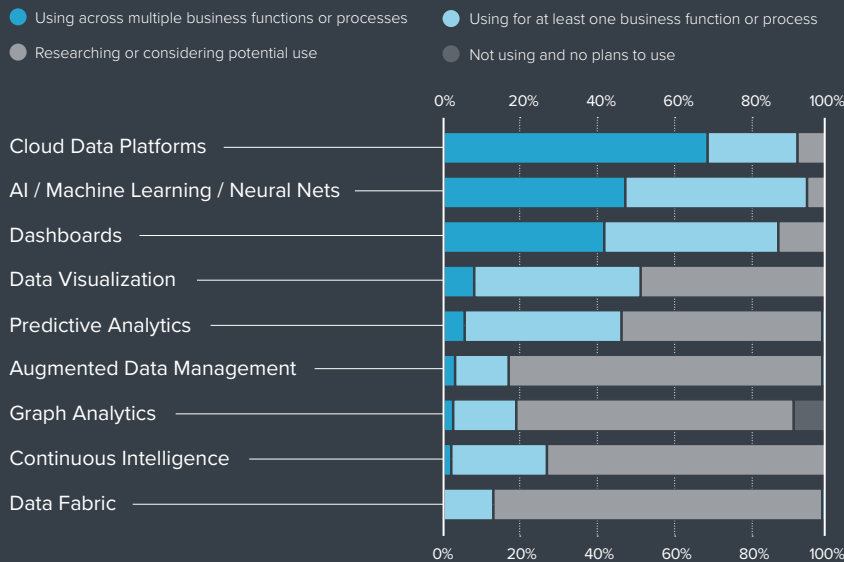 Using across multiple business functions or processes
Using for at least one business function or process
Researching or considering potential use
Not using and no plans to use
0% 20% 40% 60% 80% 100%
Cloud Data Platforms
AI / Machine Learning / Neural Nets
Dashboards
Data Visualization
Predictive Analytics
Augmented Data Management
Graph Analytics
Continuous Intelligence
Data Fabric
0% 20% 40% 60% 80% 100%